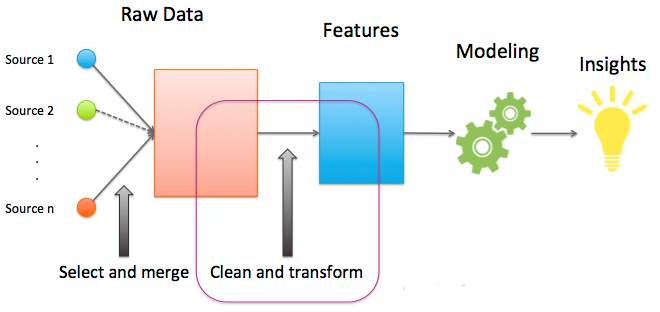 Raw Data
Features
Modeling
Insights
Source 1
Source 2
.
.
.
Source n
Select and merge
Clean and transform